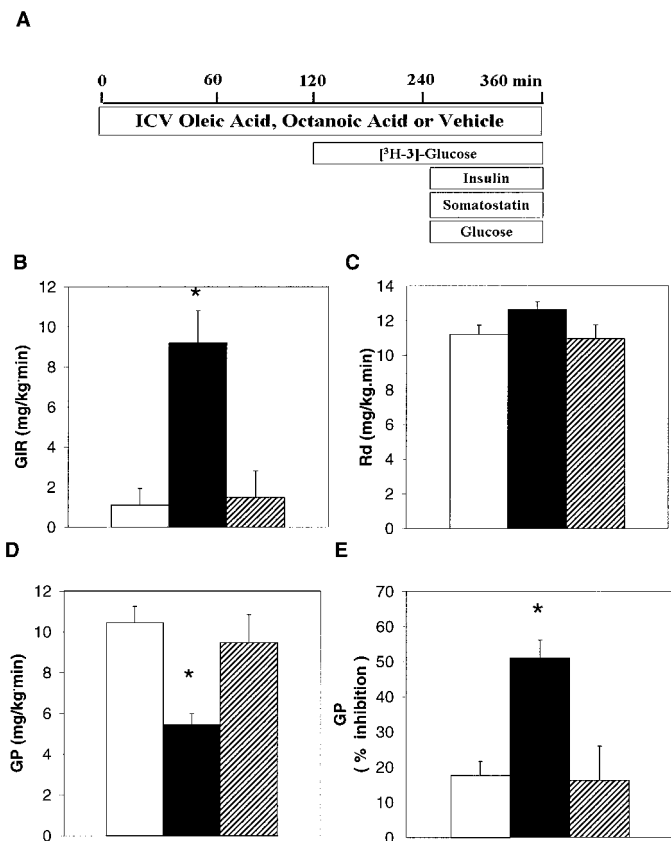 A
0 60 120 240 360 min
ICV Oleic Acid, Octanoic Acid or Vehicle
[³H-3]-Glucose
Insulin
Somatostatin
Glucose
B
12
10
8
6
4
2
0
GIR (mg/kg·min)
*
C
14
12
10
8
6
4
2
0
Rd (mg/kg.min)
D
12
10
8
6
4
2
0
GP (mg/kg·min)
*
E
70
60
50
40
30
20
10
0
GP
( % inhibition )
*